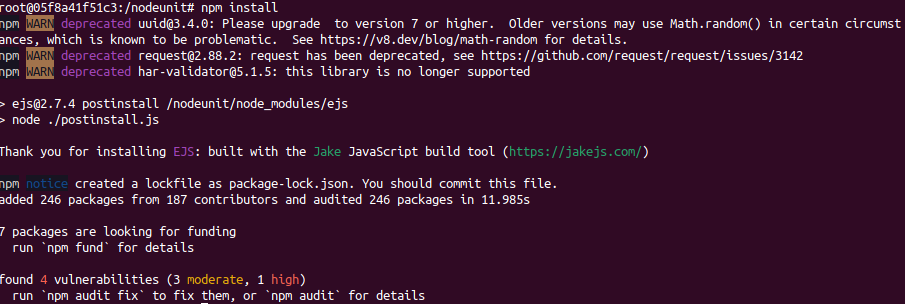 root@05f8a41f51c3:/nodeunit# npm install
npm WARN deprecated uuid@3.4.0: Please upgrade  to version 7 or higher.  Older versions may use Math.random() in certain circumst
ances, which is known to be problematic.  See https://v8.dev/blog/math-random for details.
npm WARN deprecated request@2.88.2: request has been deprecated, see https://github.com/request/request/issues/3142
npm WARN deprecated har-validator@5.1.5: this library is no longer supported

> ejs@2.7.4 postinstall /nodeunit/node_modules/ejs
> node ./postinstall.js

Thank you for installing EJS: built with the Jake JavaScript build tool (https://jakejs.com/)

npm notice created a lockfile as package-lock.json. You should commit this file.
added 246 packages from 187 contributors and audited 246 packages in 11.985s

7 packages are looking for funding
  run `npm fund` for details

found 4 vulnerabilities (3 moderate, 1 high)
  run `npm audit fix` to fix them, or `npm audit` for details